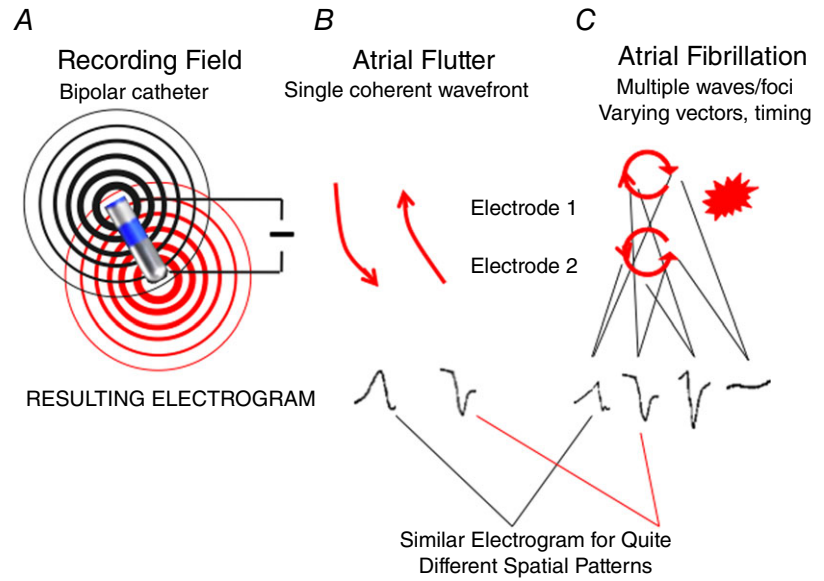 A
Recording Field
Bipolar catheter
B
Atrial Flutter
Single coherent wavefront
C
Atrial Fibrillation
Multiple waves/foci
Varying vectors, timing
Electrode 1
Electrode 2
RESULTING ELECTROGRAM
Similar Electrogram for Quite
Different Spatial Patterns